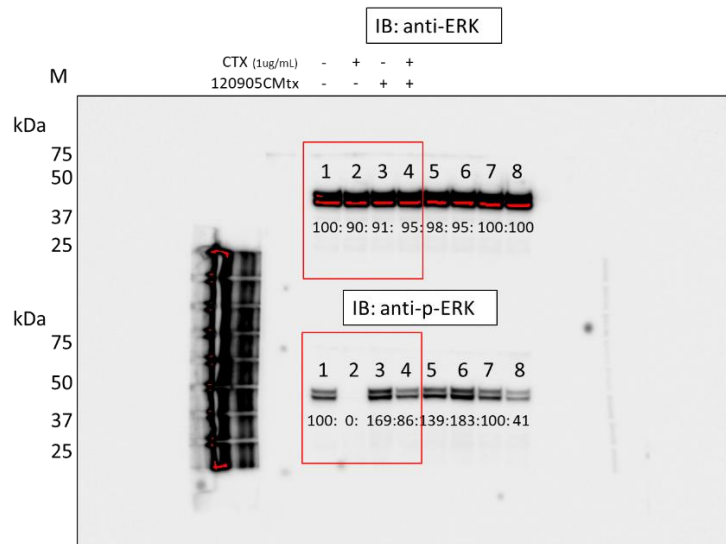 IB: anti-ERK
CTX (1ug/mL) - + - +
M
120905CMtx - - + +
kDa
75
50
37
25
1 2 3 4 5 6 7 8
100: 90: 91: 95: 98: 95: 100:100
IB: anti-p-ERK
kDa
75
50
37
25
1 2 3 4 5 6 7 8
100: 0: 169:86:139:183:100: 41